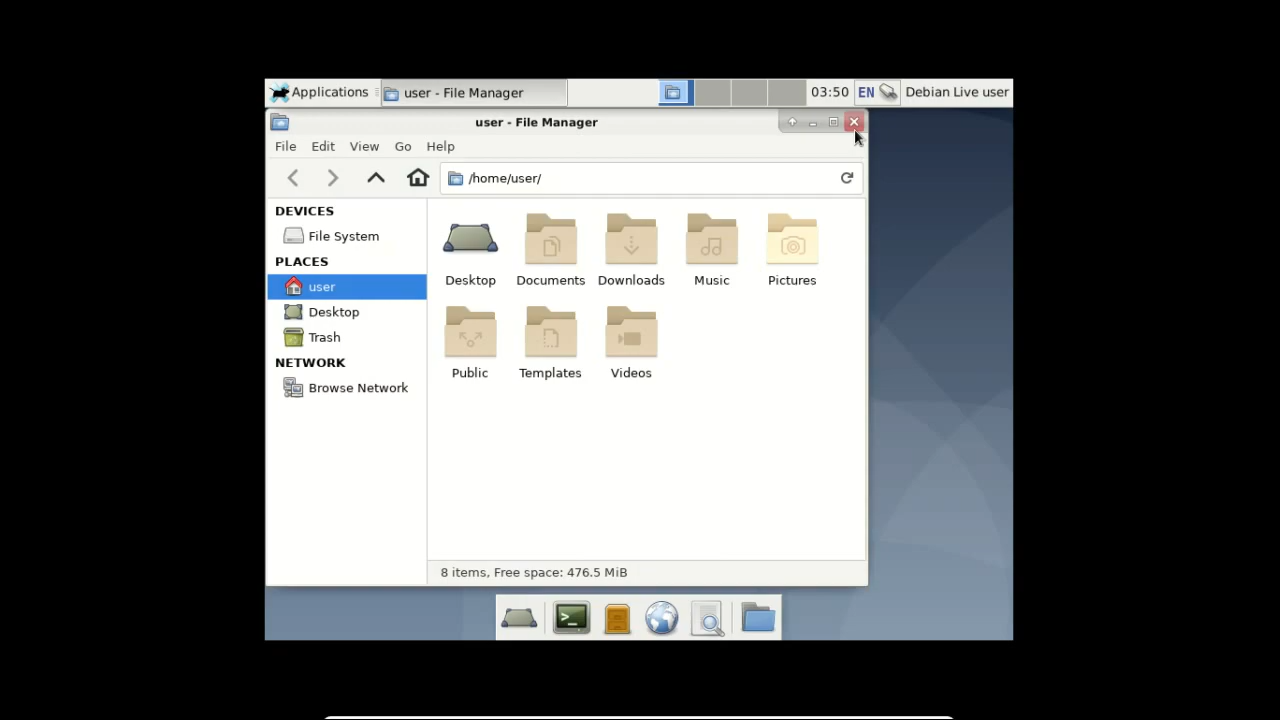 Applications user - File Manager 03:50 EN Debian Live user
user - File Manager
File Edit View Go Help
/home/user/
DEVICES
File System
PLACES
user
Desktop
Trash
NETWORK
Browse Network
Desktop Documents Downloads Music Pictures
Public Templates Videos
8 items, Free space: 476.5 MiB